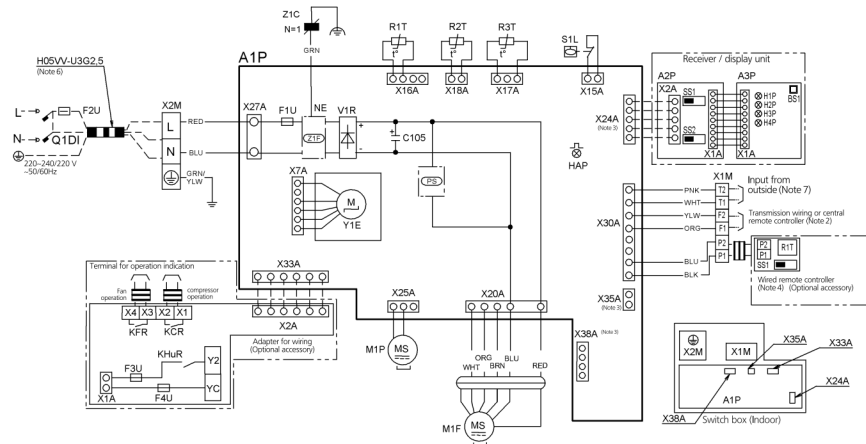 Z1C
N=1
GRN
H05VV-U3G2,5
(Note 6)
A1P
R1T
t°
X16A
R2T
t°
X18A
R3T
t°
X17A
S1L
X15A
Receiver / display unit
A2P
A3P
X2A
SS1
SS2
X1A
X1A
H1P
H2P
H3P
H4P
BS1
X24A
(Note 3)
L
F2U
N
Q1DI
220~240/220 V
~50/60Hz
X2M
L
N
RED
BLU
GRN/
YLW
X27A
F1U
NE
Z1F
V1R
+
-
+
C105
PS
HAP
X7A
M
Y1E
X30A
PNK
WHT
YLW
ORG
BLU
BLK
X1M
T2
T1
F2
F1
P2
P1
Input from
outside (Note 7)
Transmission wiring or central
remote controller (Note 2)
P2
P1
R1T
SS1
Wired remote controller
(Note 4) (Optional accessory)
Terminal for operation indication
Fan
operation
compressor
operation
X4
X3
X2
X1
KFR
KCR
X33A
X2A
Adapter for wiring
(Optional accessory)
KHuR
F3U
F4U
Y2
YC
X1A
X25A
M1P
MS
X20A
WHT
ORG
BRN
BLU
RED
M1F
MS
X35A
(Note 3)
X38A (Note 3)
X2M
X1M
X35A
X33A
X24A
A1P
X38A
Switch box (Indoor)